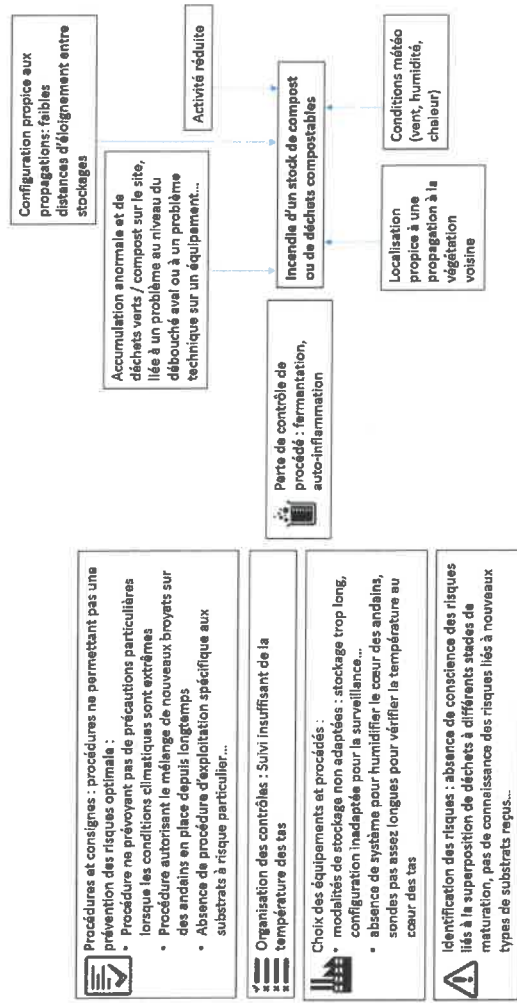 Procédures et consignes : procédures ne permettant pas une
prévention des risques optimale :
• Procédure ne prévoyant pas de précautions particulières
lorsque les conditions climatiques sont extrêmes
• Procédure autorisant le mélange de nouveaux broyats sur
des andains en place depuis longtemps
• Absence de procédure d'exploitation spécifique aux
substrats à risque particulier...
Organisation des contrôles : Suivi insuffisant de la
température des tas
Choix des équipements et procédés :
• modalités de stockage non adaptées : stockage trop long,
configuration inadaptée pour la surveillance...
• absence de système pour humidifier le cœur des andains,
sondes pas assez longues pour vérifier la température au
cœur des tas
Identification des risques : absence de conscience des risques
liés à la superposition de déchets à différents stades de
maturation, pas de connaissance des risques liés à nouveaux
types de substrats reçus...
Perte de contrôle de
procédé : fermentation,
auto-inflammation
Accumulation anormale et de
déchets verts / compost sur le site,
liée à un problème au niveau du
débouché aval ou à un problème
technique sur un équipement...
Configuration propice aux
propagations: faibles
distances d'éloignement entre
stockages
Activité réduite
Incendie d'un stock de compost
ou de déchets compostables
Localisation
propice à une
propagation à la
végétation
voisine
Conditions météo
(vent, humidité,
chaleur)